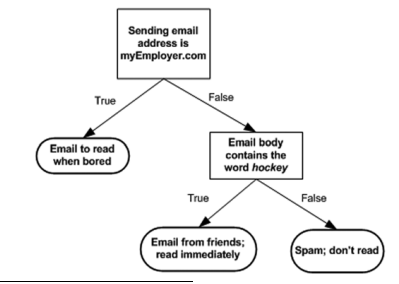 Sending email
address is
myEmployer.com
True
False
Email to read
when bored
Email body
contains the
word hockey
True
False
Email from friends;
read immediately
Spam; don't read